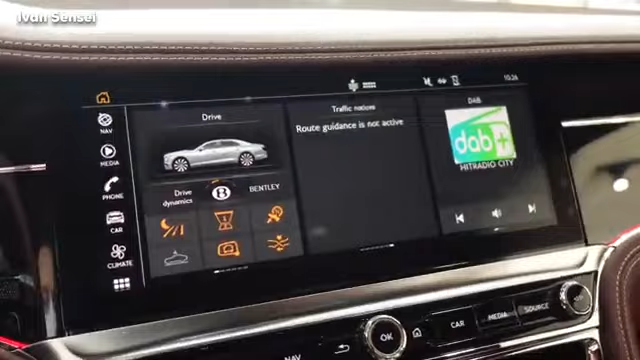 Ivan Sensei
10:26
Drive
Traffic notices
DAB
NAV
Route guidance is not active
dab+
MEDIA
HITRADIO CITY
PHONE
Drive
dynamics
B
BENTLEY
CAR
CLIMATE
NAV
OK
CAR
MEDIA
SOURCE